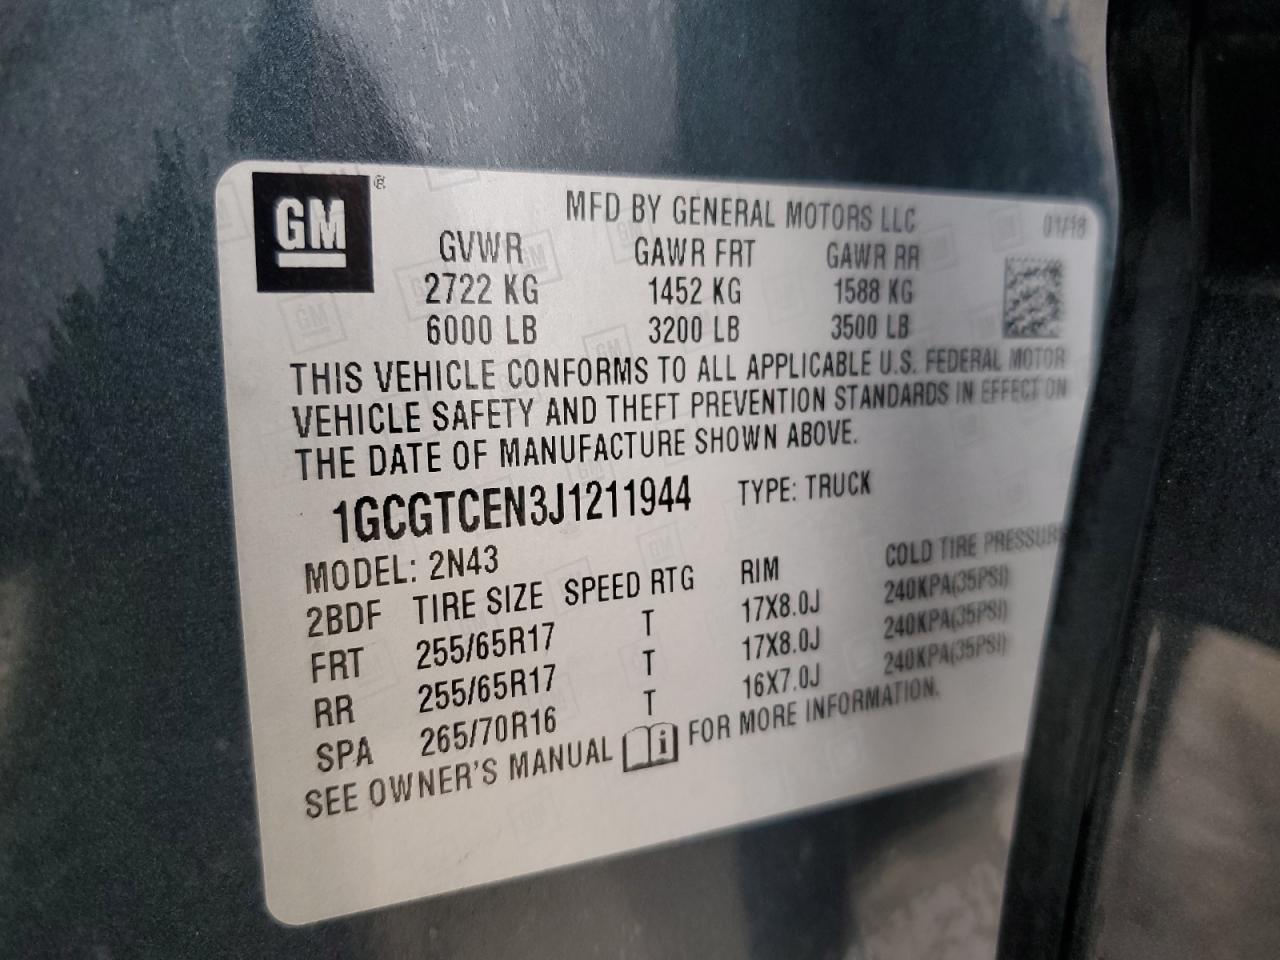 GM ®
MFD BY GENERAL MOTORS LLC 01/18
GVWR GAWR FRT GAWR RR
2722 KG 1452 KG 1588 KG
6000 LB 3200 LB 3500 LB
THIS VEHICLE CONFORMS TO ALL APPLICABLE U.S. FEDERAL MOTOR
VEHICLE SAFETY AND THEFT PREVENTION STANDARDS IN EFFECT ON
THE DATE OF MANUFACTURE SHOWN ABOVE.
1GCGTCEN3J1211944 TYPE: TRUCK
MODEL: 2N43
2BDF TIRE SIZE SPEED RTG RIM COLD TIRE PRESSURE
FRT 255/65R17 T 17X8.0J 240KPA(35PSI)
RR 255/65R17 T 17X8.0J 240KPA(35PSI)
SPA 265/70R16 T 16X7.0J 240KPA(35PSI)
SEE OWNER'S MANUAL FOR MORE INFORMATION.